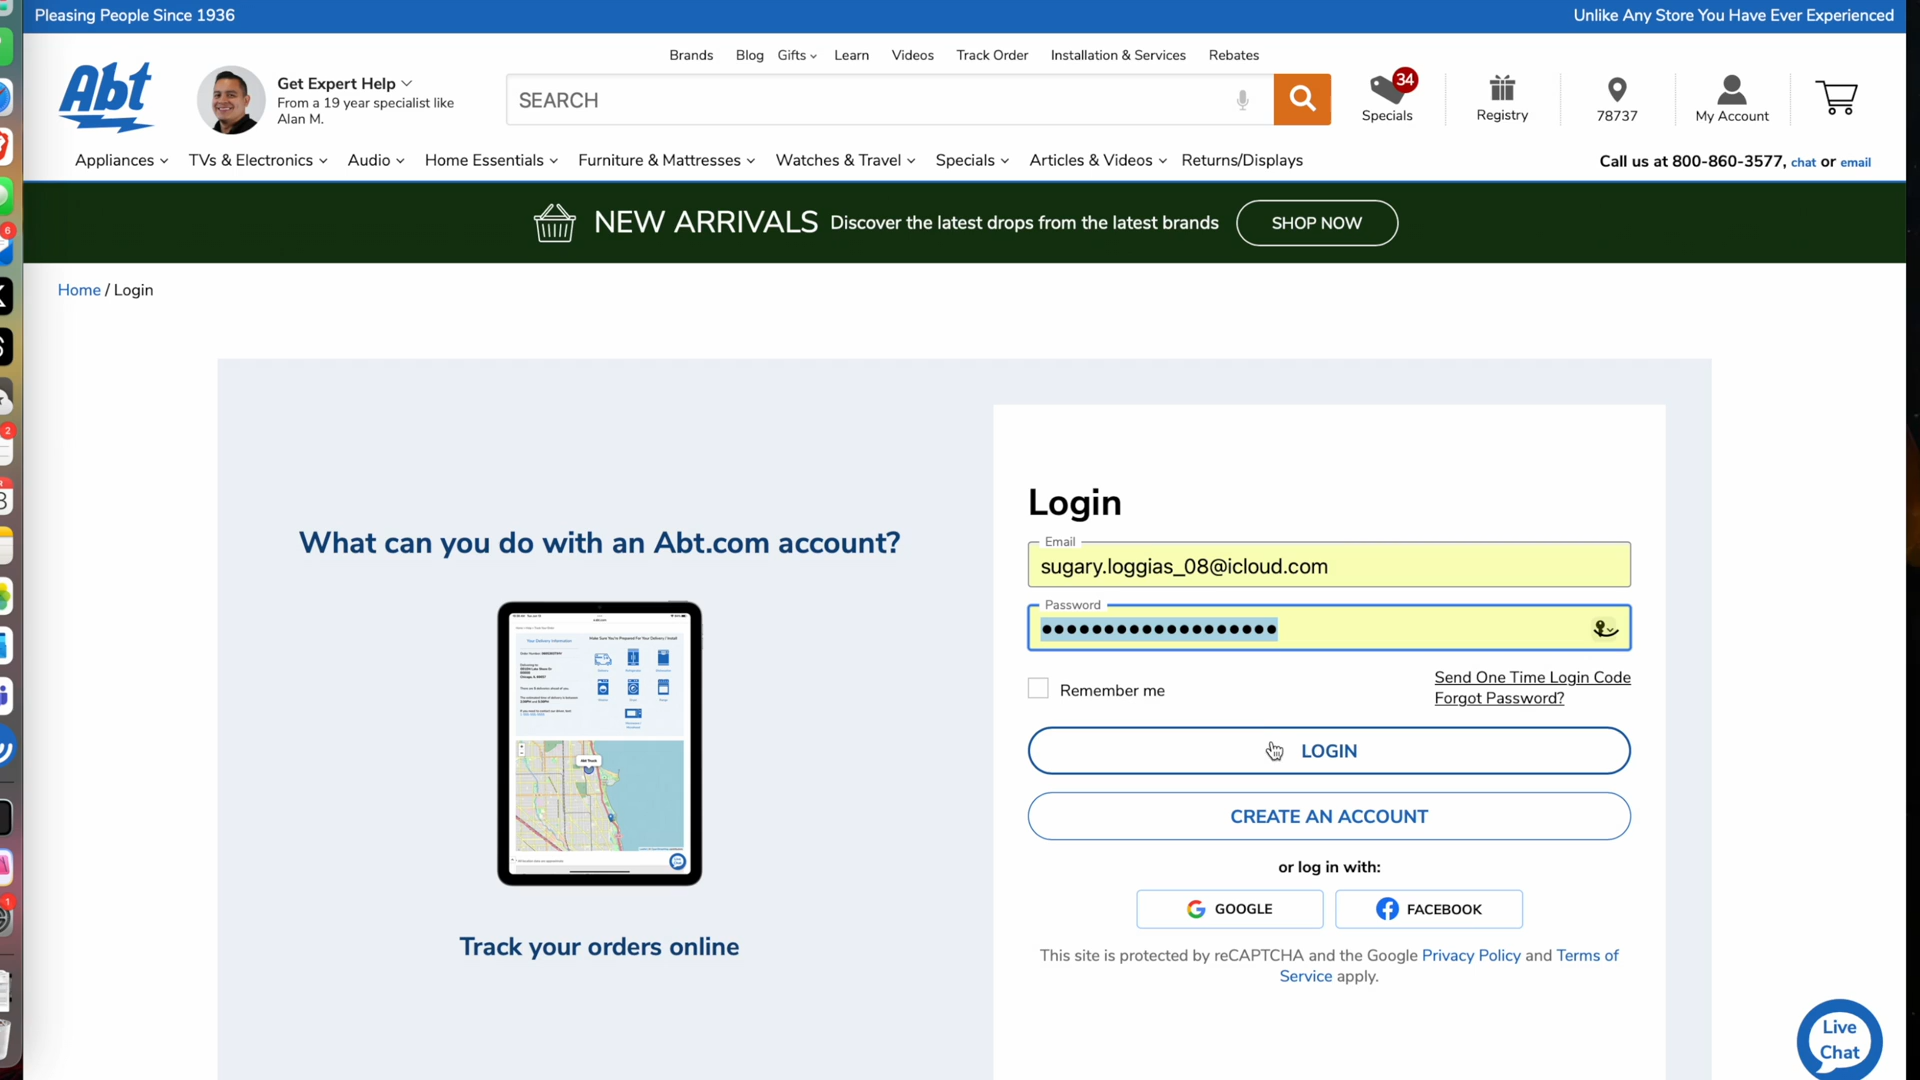 Pleasing People Since 1936
Unlike Any Store You Have Ever Experienced
Brands Blog Gifts Learn Videos Track Order Installation & Services Rebates
Abt
Get Expert Help
From a 19 year specialist like
Alan M.
SEARCH
34
Specials
Registry
78737
My Account
Appliances TVs & Electronics Audio Home Essentials Furniture & Mattresses Watches & Travel Specials Articles & Videos Returns/Displays
Call us at 800-860-3577, chat or email
NEW ARRIVALS Discover the latest drops from the latest brands SHOP NOW
Home / Login
What can you do with an Abt.com account?
Track your orders online
Login
Email
sugary.loggias_08@icloud.com
Password
Remember me
Send One Time Login Code
Forgot Password?
LOGIN
CREATE AN ACCOUNT
or log in with:
GOOGLE
FACEBOOK
This site is protected by reCAPTCHA and the Google Privacy Policy and Terms of
Service apply.
Live
Chat
6
2
1